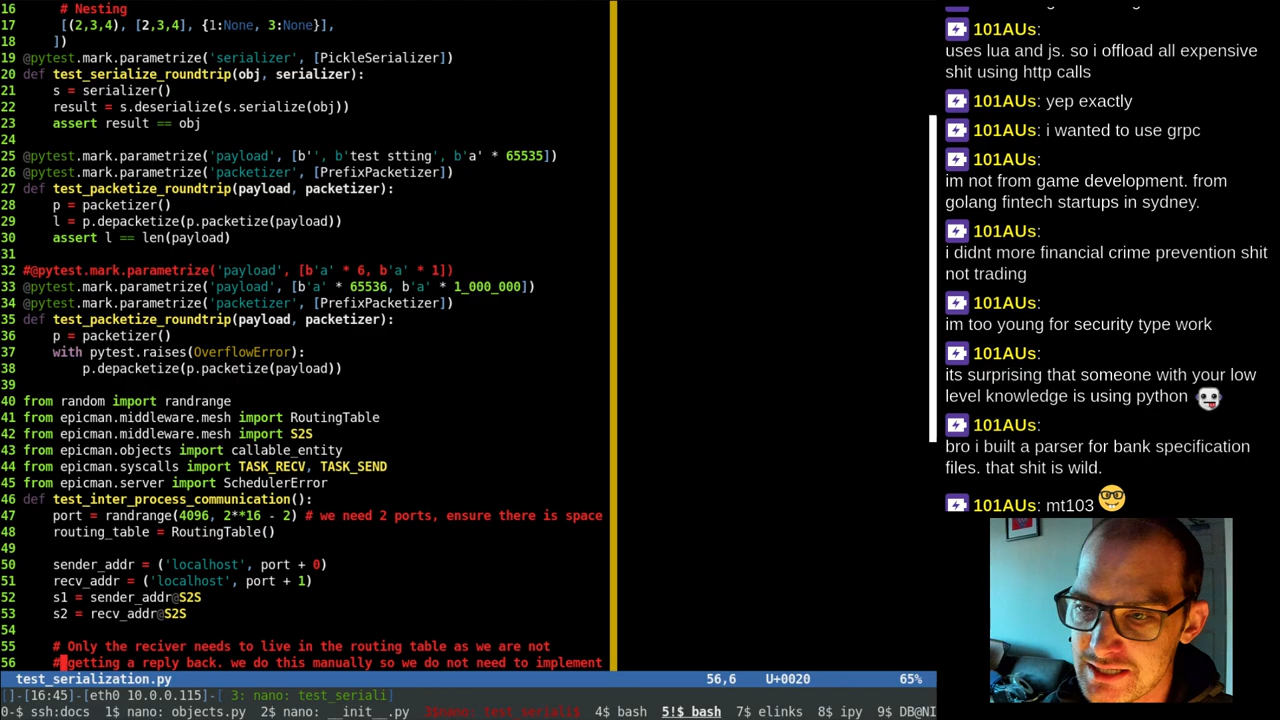 16     # Nesting
17     [(2,3,4), [2,3,4], {1:None, 3:None}],
18    ])
19 @pytest.mark.parametrize('serializer', [PickleSerializer])
20 def test_serialize_roundtrip(obj, serializer):
21    s = serializer()
22    result = s.deserialize(s.serialize(obj))
23    assert result == obj
24
25 @pytest.mark.parametrize('payload', [b'', b'test stting', b'a' * 65535])
26 @pytest.mark.parametrize('packetizer', [PrefixPacketizer])
27 def test_packetize_roundtrip(payload, packetizer):
28    p = packetizer()
29    l = p.depacketize(p.packetize(payload))
30    assert l == len(payload)
31
32 #@pytest.mark.parametrize('payload', [b'a' * 6, b'a' * 1])
33 @pytest.mark.parametrize('payload', [b'a' * 65536, b'a' * 1_000_000])
34 @pytest.mark.parametrize('packetizer', [PrefixPacketizer])
35 def test_packetize_roundtrip(payload, packetizer):
36    p = packetizer()
37    with pytest.raises(OverflowError):
38        p.depacketize(p.packetize(payload))
39
40 from random import randrange
41 from epicman.middleware.mesh import RoutingTable
42 from epicman.middleware.mesh import S2S
43 from epicman.objects import callable_entity
44 from epicman.syscalls import TASK_RECV, TASK_SEND
45 from epicman.server import SchedulerError
46 def test_inter_process_communication():
47    port = randrange(4096, 2**16 - 2) # we need 2 ports, ensure there is space
48    routing_table = RoutingTable()
49
50    sender_addr = ('localhost', port + 0)
51    recv_addr = ('localhost', port + 1)
52    s1 = sender_addr@S2S
53    s2 = recv_addr@S2S
54
55    # Only the reciver needs to live in the routing table as we are not
56    # getting a reply back. we do this manually so we do not need to implement
test_serialization.py 56,6 U+0020 65%
[]-[16:45]-[eth0 10.0.0.115]-[ 3: nano: test_seriali]
0-$ ssh:docs 1$ nano: objects.py 2$ nano: __init__.py 3*nano: test_seriali$ 4$ bash 5!$ bash 7$ elinks 8$ ipy 9$ DB@NI
101AUs:
uses lua and js. so i offload all expensive
shit using http calls
101AUs: yep exactly
101AUs: i wanted to use grpc
101AUs:
im not from game development. from
golang fintech startups in sydney.
101AUs:
i didnt more financial crime prevention shit
not trading
101AUs:
im too young for security type work
101AUs:
its surprising that someone with your low
level knowledge is using python
101AUs:
bro i built a parser for bank specification
files. that shit is wild.
101AUs: mt103